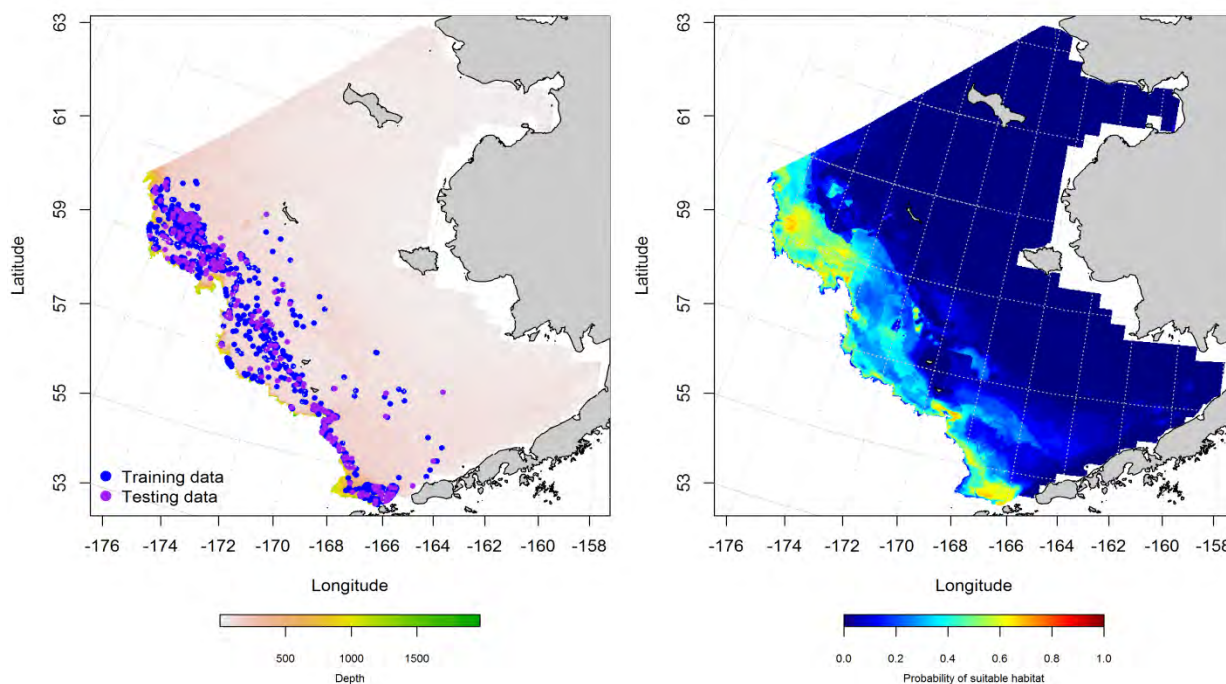 63
61
59
57
55
53
Latitude
Training data
Testing data
-176 -174 -172 -170 -168 -166 -164 -162 -160 -158
Longitude
500 1000 1500
Depth
63
61
59
57
55
53
Latitude
-176 -174 -172 -170 -168 -166 -164 -162 -160 -158
Longitude
0.0 0.2 0.4 0.6 0.8 1.0
Probability of suitable habitat